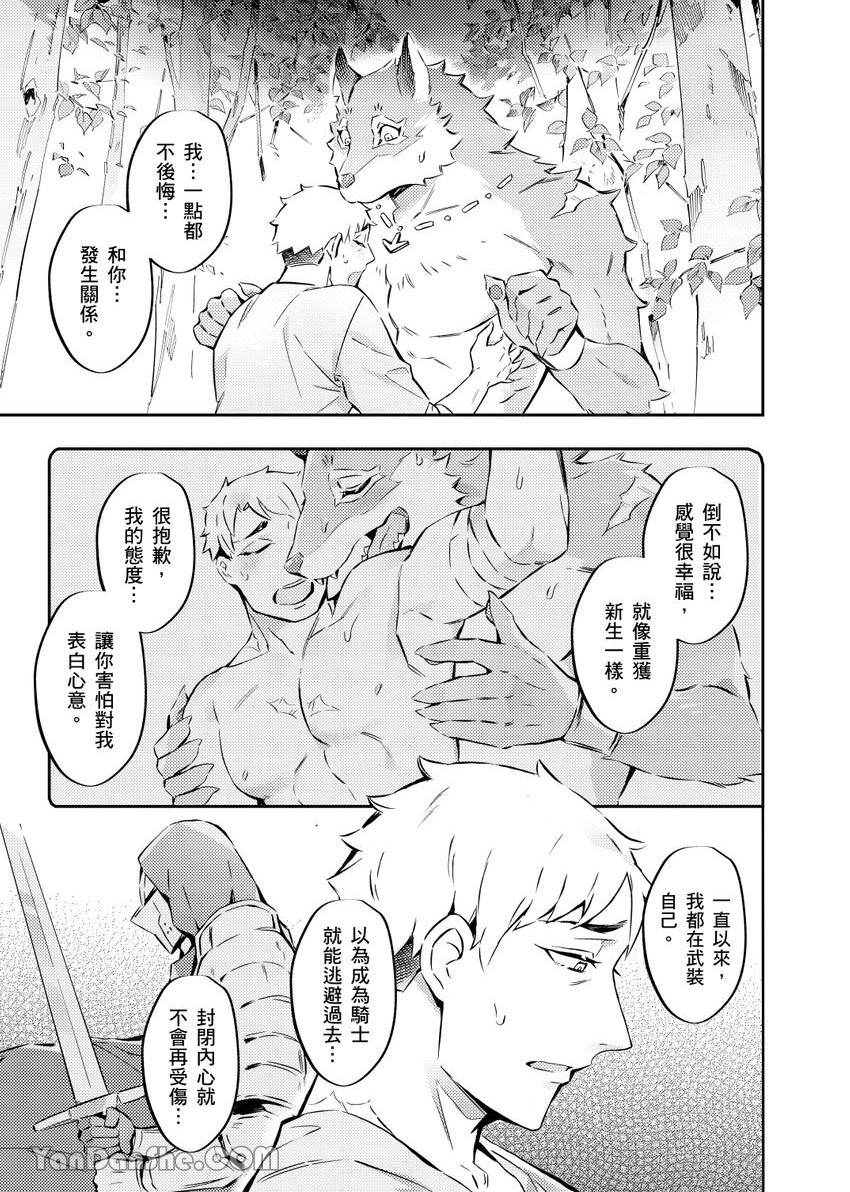 我…一點都
不後悔…
和你…
發生關係。
倒不如說…
感覺很幸福，
就像重獲
新生一樣。
很抱歉，
我的態度…
讓你害怕對我
表白心意。
一直以來，
我都在武裝
自己。
以為成為騎士
就能逃避過去…
封閉內心就
不會再受傷…
YanDanShe.COM